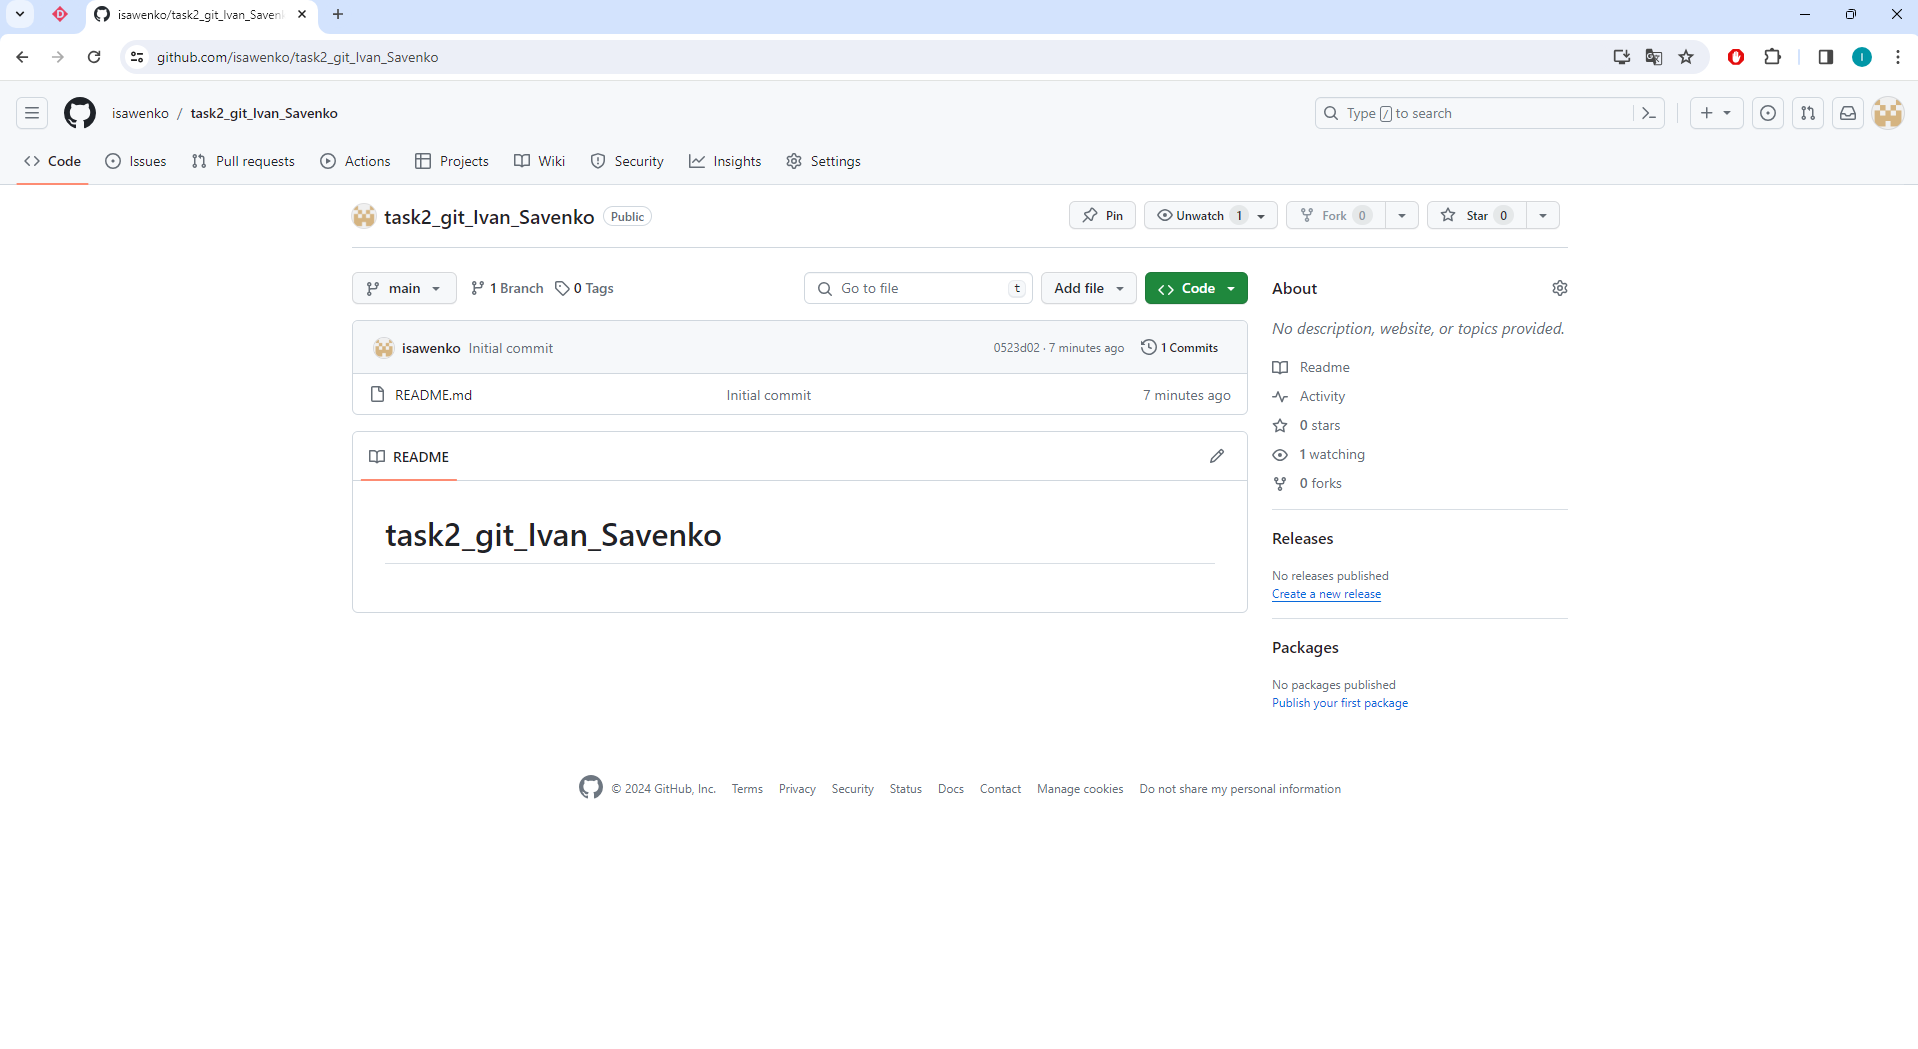 isawenko/task2_git_Ivan_Savenk
github.com/isawenko/task2_git_Ivan_Savenko
isawenko / task2_git_Ivan_Savenko
Type / to search
Code Issues Pull requests Actions Projects Wiki Security Insights Settings
task2_git_Ivan_Savenko Public
Pin Unwatch 1 Fork 0 Star 0
main 1 Branch 0 Tags Go to file t Add file Code
isawenko Initial commit 0523d02 · 7 minutes ago 1 Commits
README.md Initial commit 7 minutes ago
README
task2_git_Ivan_Savenko
About
No description, website, or topics provided.
Readme
Activity
0 stars
1 watching
0 forks
Releases
No releases published
Create a new release
Packages
No packages published
Publish your first package
© 2024 GitHub, Inc. Terms Privacy Security Status Docs Contact Manage cookies Do not share my personal information